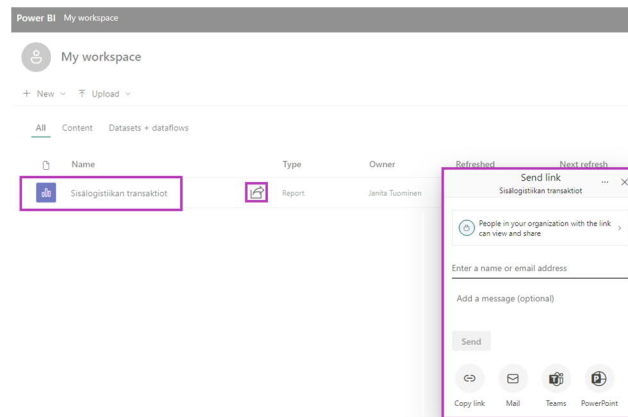 Power BI My workspace
My workspace
+ New Upload
All Content Datasets + dataflows
Name Type Owner Refreshed Next refresh
Sisälogistiikan transaktiot Report Janita Tuominen
Send link
Sisälogistiikan transaktiot
People in your organization with the link
can view and share
Enter a name or email address
Add a message (optional)
Send
Copy link Mail Teams PowerPoint